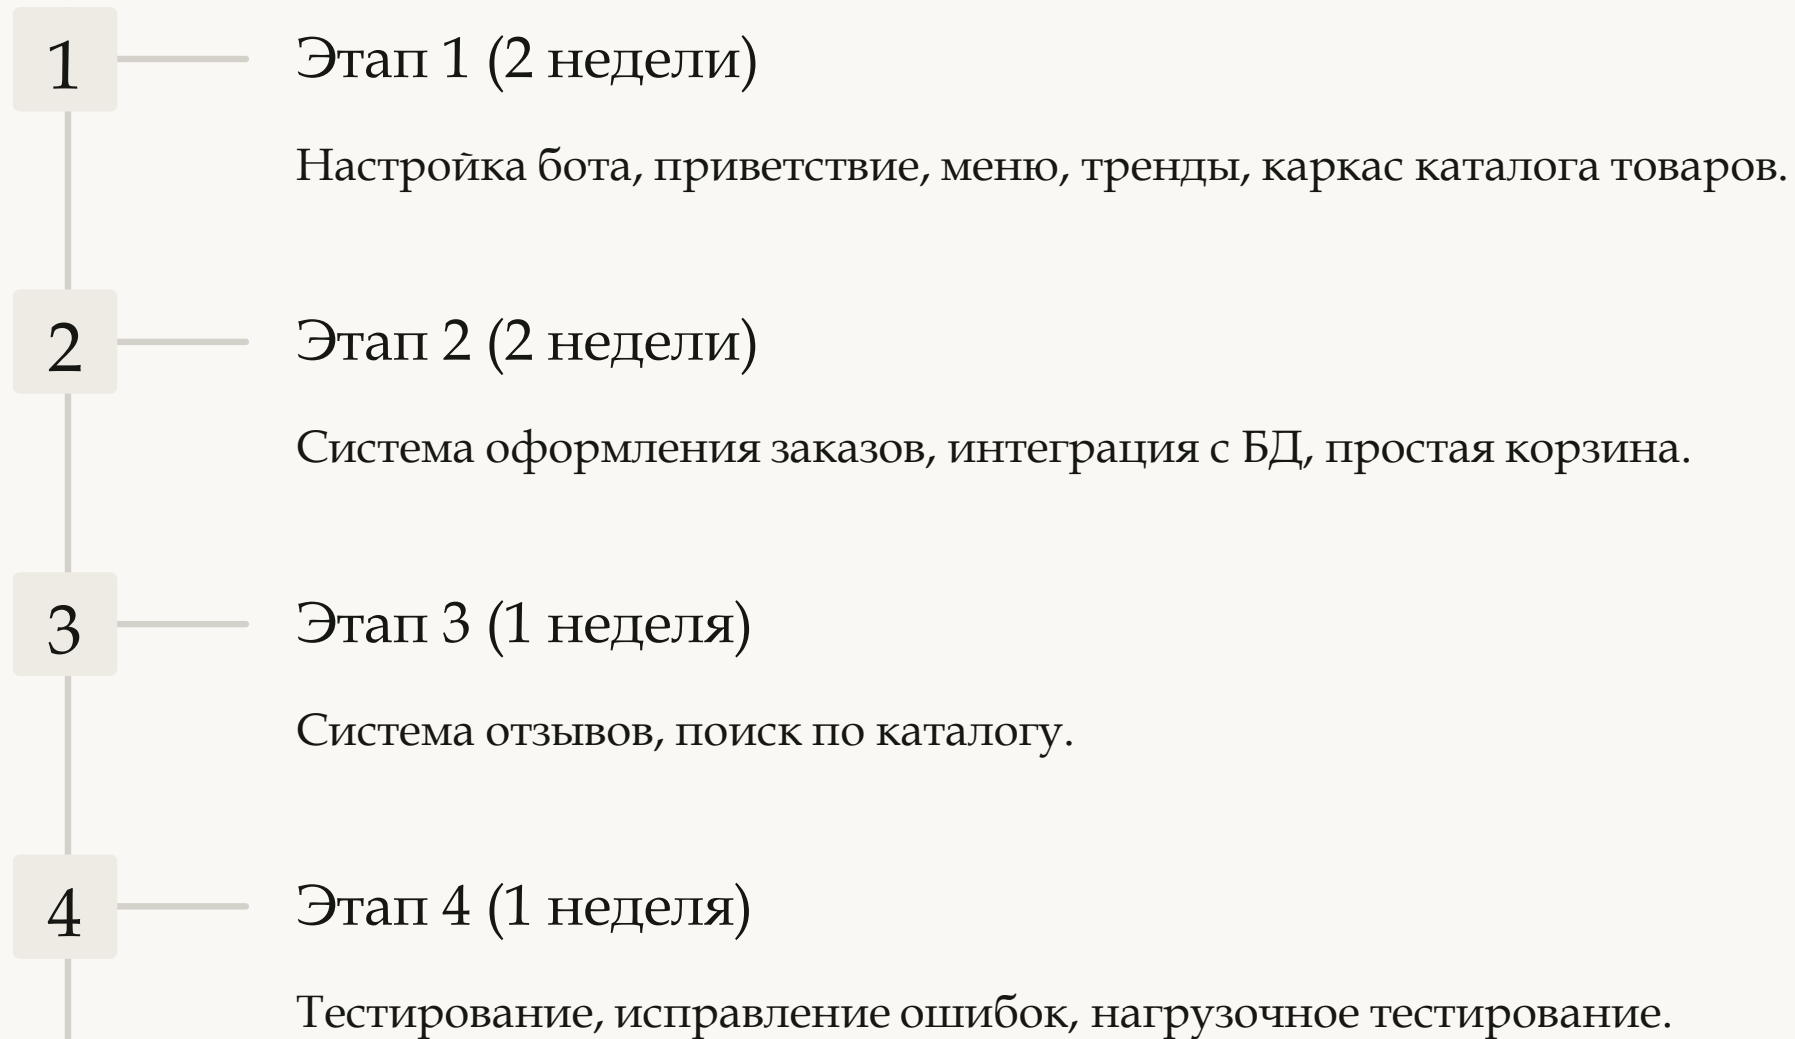 1
Этап 1 (2 недели)
Настройка бота, приветствие, меню, тренды, каркас каталога товаров.
2
Этап 2 (2 недели)
Система оформления заказов, интеграция с БД, простая корзина.
3
Этап 3 (1 неделя)
Система отзывов, поиск по каталогу.
4
Этап 4 (1 неделя)
Тестирование, исправление ошибок, нагрузочное тестирование.